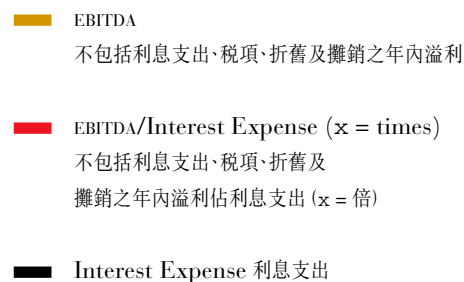 EBITDA
不包括利息支出、税項、折舊及攤銷之年內溢利
EBITDA/Interest Expense (x = times)
不包括利息支出、税項、折舊及
攤銷之年內溢利佔利息支出 (x = 倍)
Interest Expense 利息支出